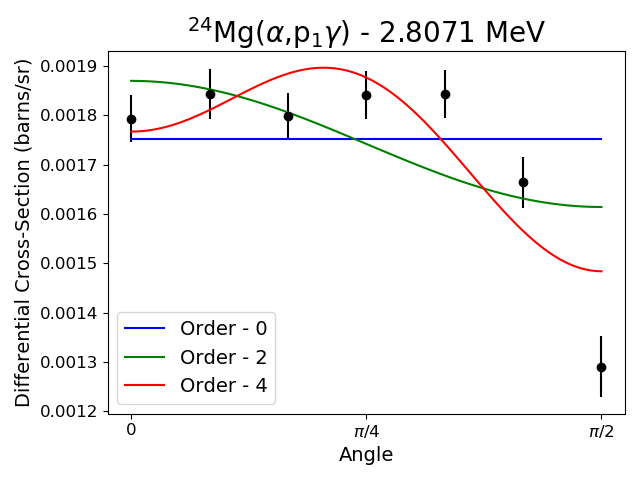 ²⁴Mg(α,p₁γ) - 2.8071 MeV
Differential Cross-Section (barns/sr)
0.0019
0.0018
0.0017
0.0016
0.0015
0.0014
0.0013
0.0012
Order - 0
Order - 2
Order - 4
0 π/4 π/2
Angle